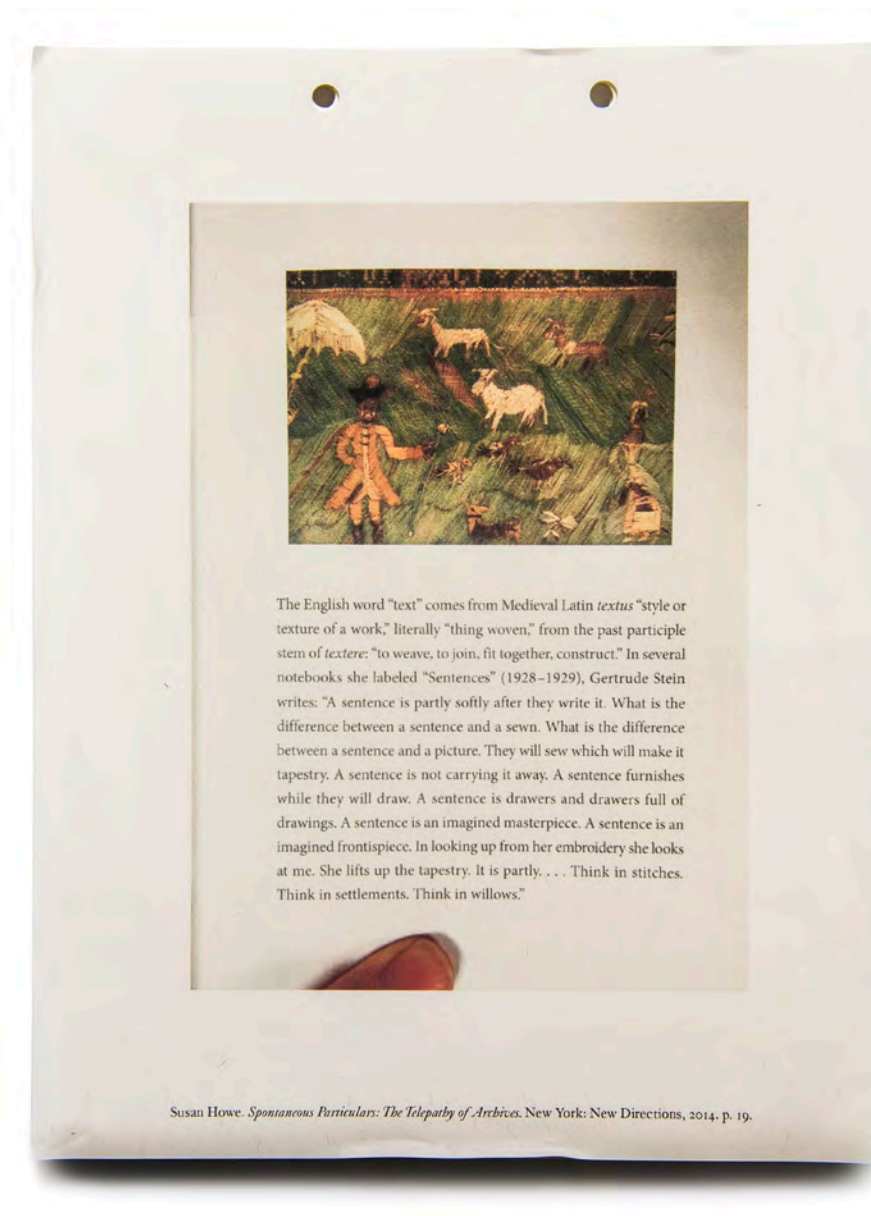 The English word “text” comes from Medieval Latin textus “style or
texture of a work,” literally “thing woven,” from the past participle
stem of textere: “to weave, to join, fit together, construct.” In several
notebooks she labeled “Sentences” (1928–1929), Gertrude Stein
writes: “A sentence is partly softly after they write it. What is the
difference between a sentence and a sewn. What is the difference
between a sentence and a picture. They will sew which will make it
tapestry. A sentence is not carrying it away. A sentence furnishes
while they will draw. A sentence is drawers and drawers full of
drawings. A sentence is an imagined masterpiece. A sentence is an
imagined frontispiece. In looking up from her embroidery she looks
at me. She lifts up the tapestry. It is partly. . . . Think in stitches.
Think in settlements. Think in willows.”
Susan Howe. Spontaneous Particulars: The Telepathy of Archives. New York: New Directions, 2014. p. 19.